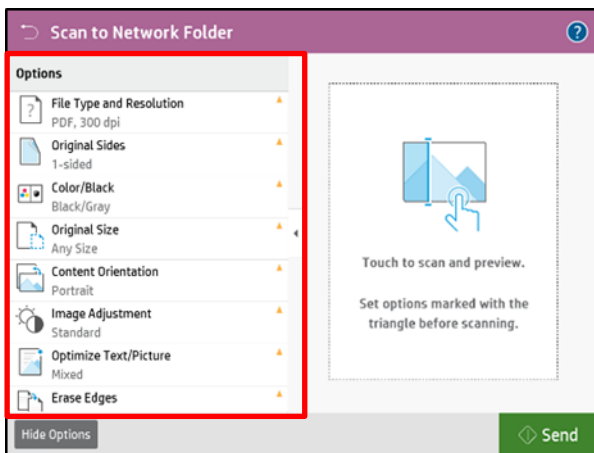 Scan to Network Folder
?
Options
?
File Type and Resolution
PDF, 300 dpi
Original Sides
1-sided
Color/Black
Black/Gray
Original Size
Any Size
Content Orientation
Portrait
Image Adjustment
Standard
Optimize Text/Picture
Mixed
Erase Edges
Touch to scan and preview.
Set options marked with the
triangle before scanning.
Hide Options
Send